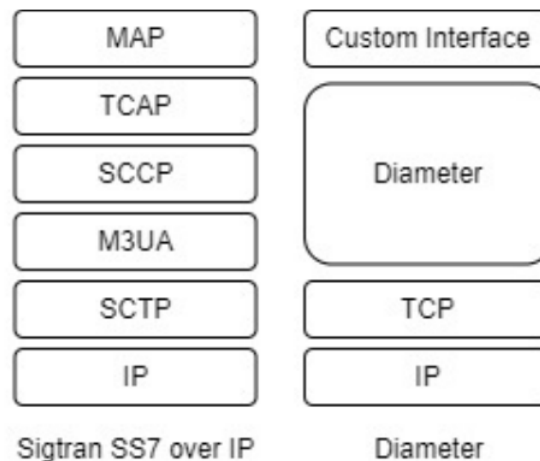 MAP
TCAP
SCCP
M3UA
SCTP
IP
Sigtran SS7 over IP
Custom Interface
Diameter
TCP
IP
Diameter